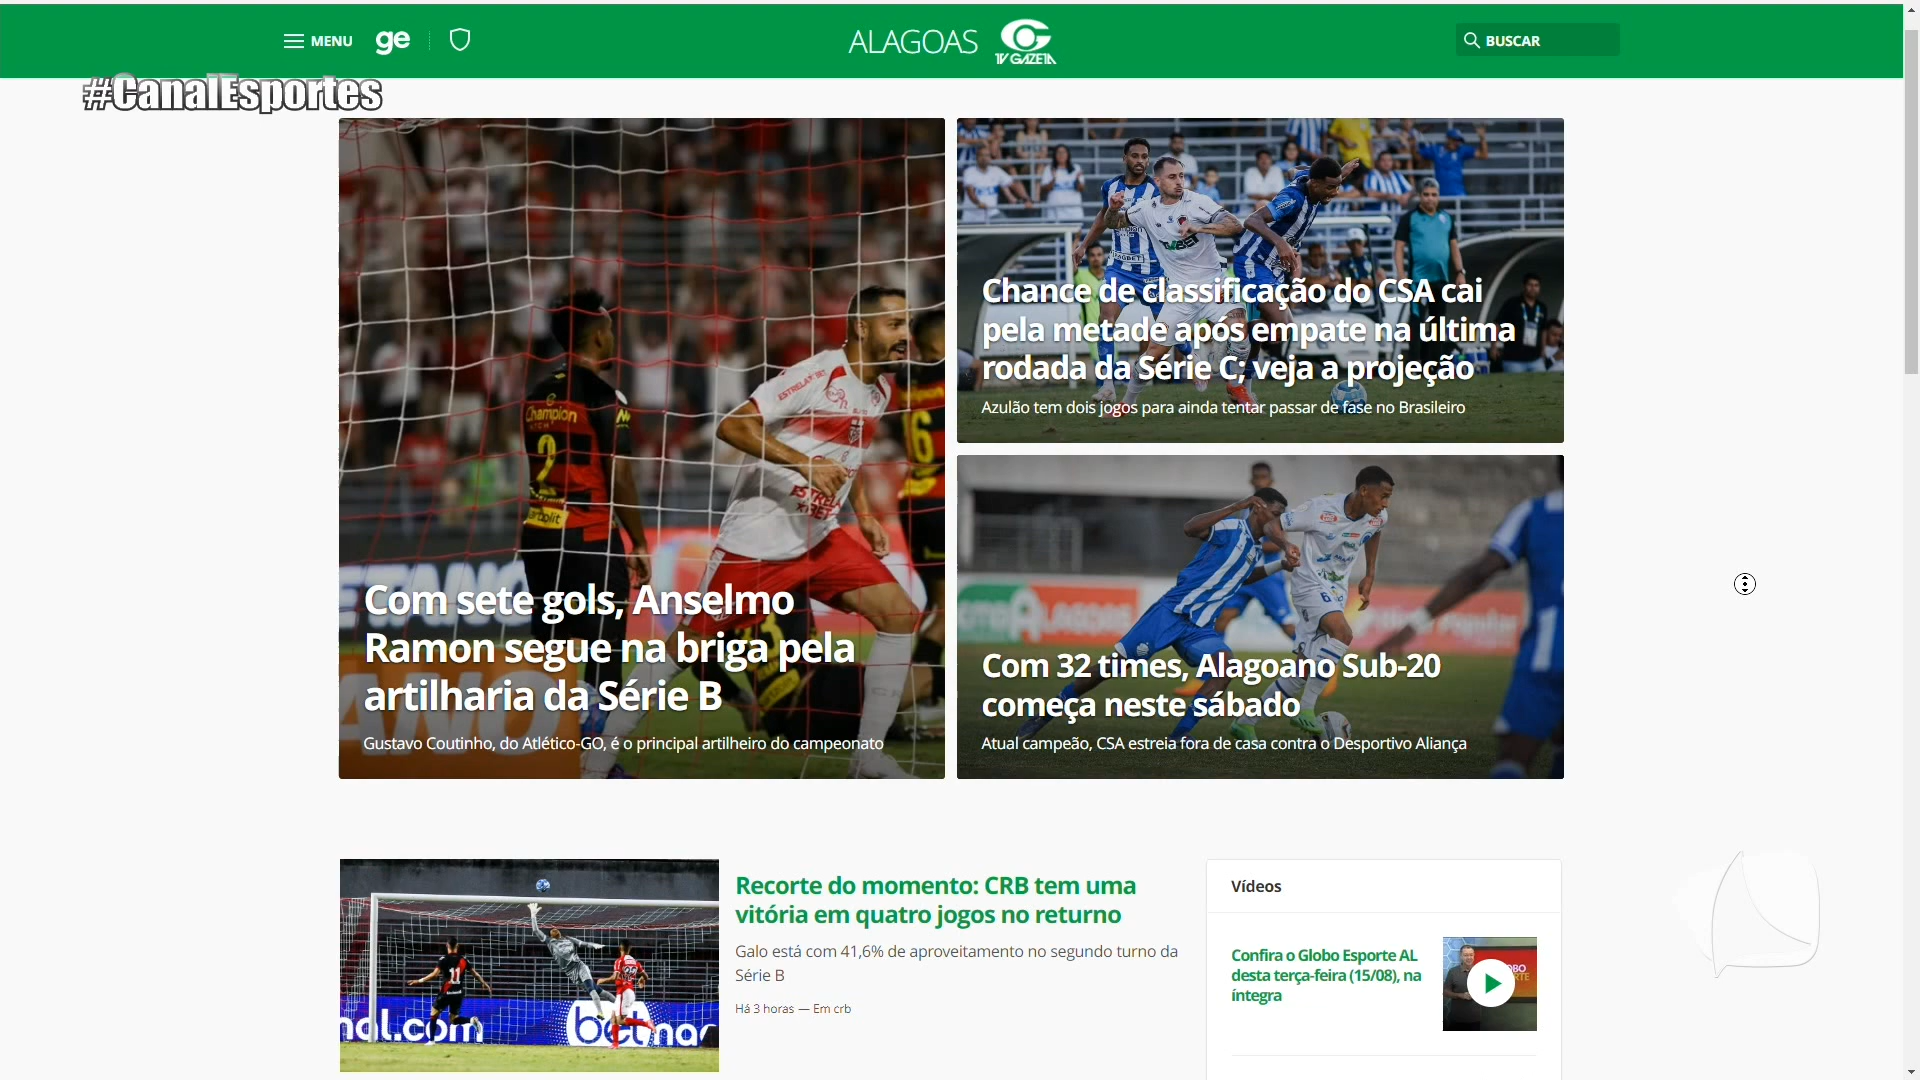 MENU ge
ALAGOAS TV GAZETA
BUSCAR
#CanalEsportes
Com sete gols, Anselmo
Ramon segue na briga pela
artilharia da Série B
Gustavo Coutinho, do Atlético-GO, é o principal artilheiro do campeonato
Chance de classificação do CSA cai
pela metade após empate na última
rodada da Série C; veja a projeção
Azulão tem dois jogos para ainda tentar passar de fase no Brasileiro
Com 32 times, Alagoano Sub-20
começa neste sábado
Atual campeão, CSA estreia fora de casa contra o Desportivo Aliança
Recorte do momento: CRB tem uma
vitória em quatro jogos no returno
Galo está com 41,6% de aproveitamento no segundo turno da
Série B
Há 3 horas — Em crb
Vídeos
Confira o Globo Esporte AL
desta terça-feira (15/08), na
íntegra
Champion
2
6
11